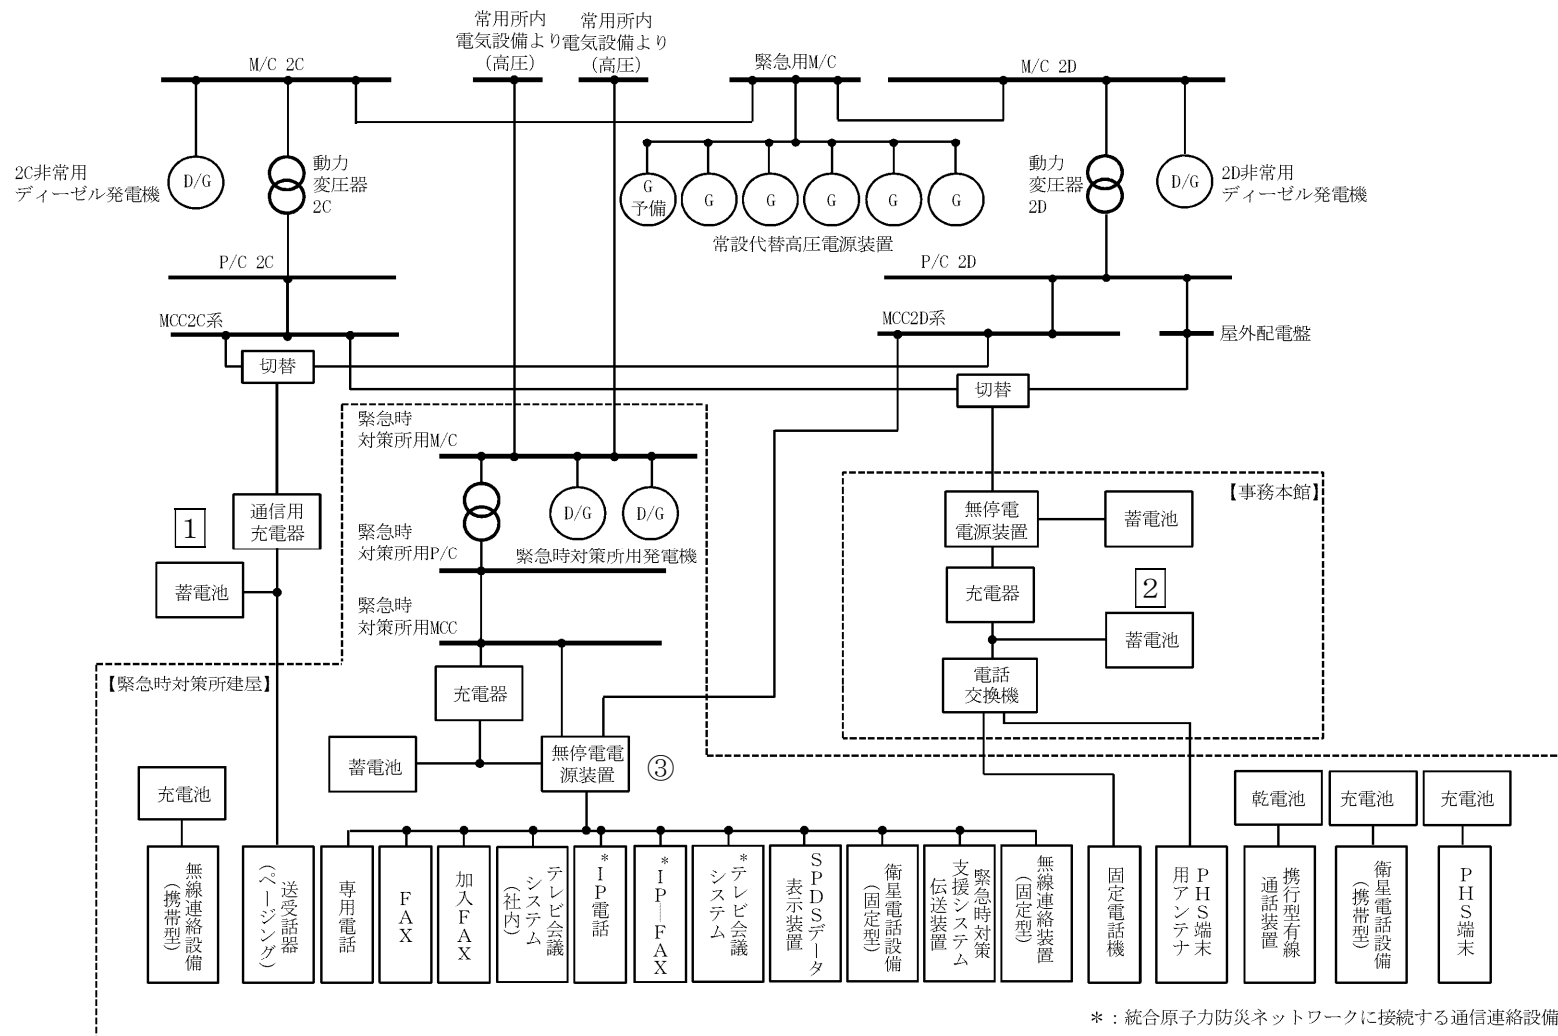 常用所内
電気設備より
（高圧）
常用所内
電気設備より
（高圧）
M/C 2C
緊急用M/C
M/C 2D
2C非常用
ディーゼル発電機
D/G
動力
変圧器
2C
G
予備
G
G
G
G
G
常設代替高圧電源装置
動力
変圧器
2D
D/G
2D非常用
ディーゼル発電機
P/C 2C
P/C 2D
MCC2C系
MCC2D系
屋外配電盤
切替
切替
緊急時
対策所用M/C
D/G
D/G
緊急時対策所用発電機
緊急時
対策所用P/C
緊急時
対策所用MCC
1
通信用
充電器
蓄電池
【事務本館】
無停電
電源装置
蓄電池
充電器
2
蓄電池
電話
交換機
【緊急時対策所建屋】
充電器
蓄電池
無停電電
源装置
③
充電池
乾電池
充電池
充電池
無線連絡設備
（携帯型）
送受話器
（ページング）
専用電話
FAX
加入FAX
テレビ会議
システム
（社内）
*IP電話
*IP－FAX
*テレビ会議
システム
SPDSデータ
表示装置
衛星電話設備
（固定型）
緊急時対策
支援システム
伝送装置
無線連絡装置
（固定型）
固定電話機
PHS端末
用アンテナ
携行型有線
通話装置
衛星電話設備
（携帯型）
PHS端末
＊：統合原子力防災ネットワークに接続する通信連絡設備